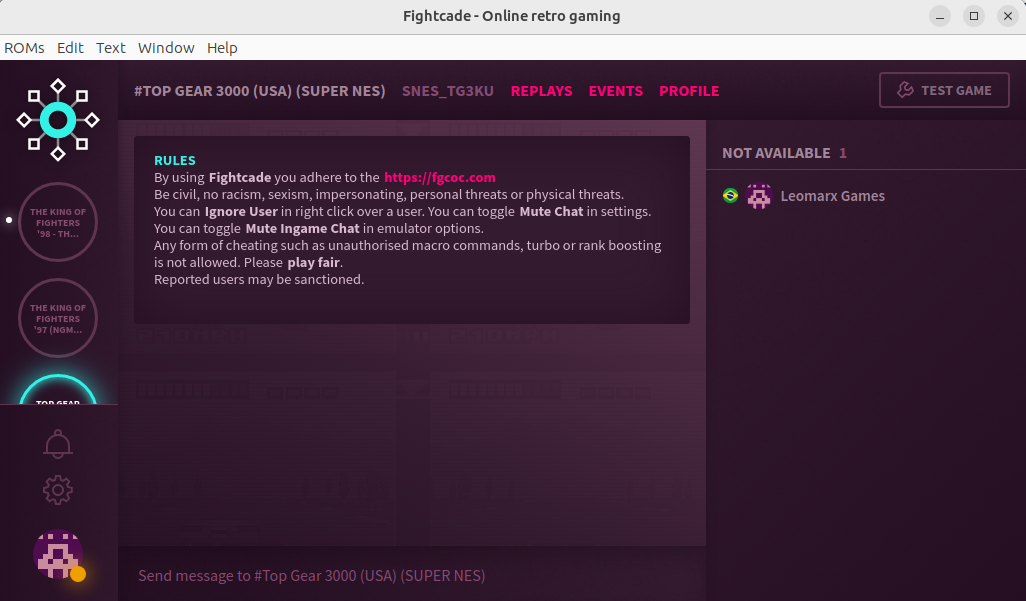 Fightcade - Online retro gaming
ROMs Edit Text Window Help
#TOP GEAR 3000 (USA) (SUPER NES) SNES_TG3KU REPLAYS EVENTS PROFILE TEST GAME
THE KING OF
FIGHTERS
'98 - TH...
THE KING OF
FIGHTERS
'97 (NGM...
TOP GEAR
RULES
By using Fightcade you adhere to the https://fgcoc.com
Be civil, no racism, sexism, impersonating, personal threats or physical threats.
You can Ignore User in right click over a user. You can toggle Mute Chat in settings.
You can toggle Mute Ingame Chat in emulator options.
Any form of cheating such as unauthorised macro commands, turbo or rank boosting
is not allowed. Please play fair.
Reported users may be sanctioned.
NOT AVAILABLE 1
Leomarx Games
Send message to #Top Gear 3000 (USA) (SUPER NES)